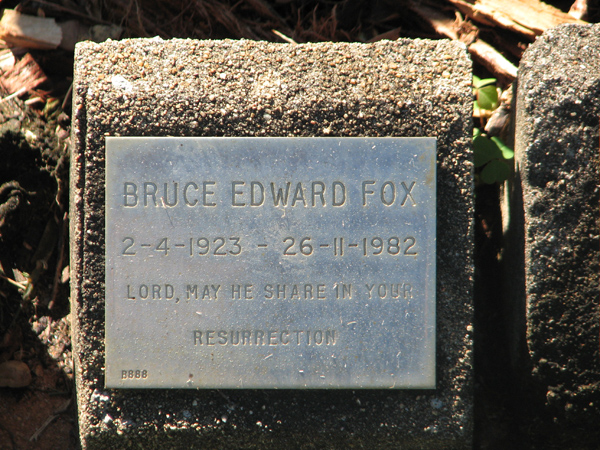 BRUCE EDWARD FOX
2-4-1923 - 26-11-1982
LORD, MAY HE SHARE IN YOUR
RESURRECTION
B888